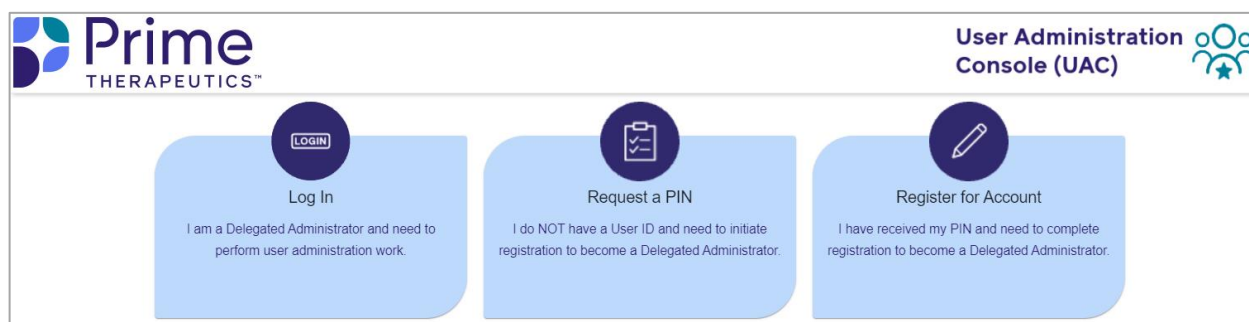 Prime
THERAPEUTICS™
User Administration
Console (UAC)
LOGIN
Log In
I am a Delegated Administrator and need to
perform user administration work.
Request a PIN
I do NOT have a User ID and need to initiate
registration to become a Delegated Administrator.
Register for Account
I have received my PIN and need to complete
registration to become a Delegated Administrator.